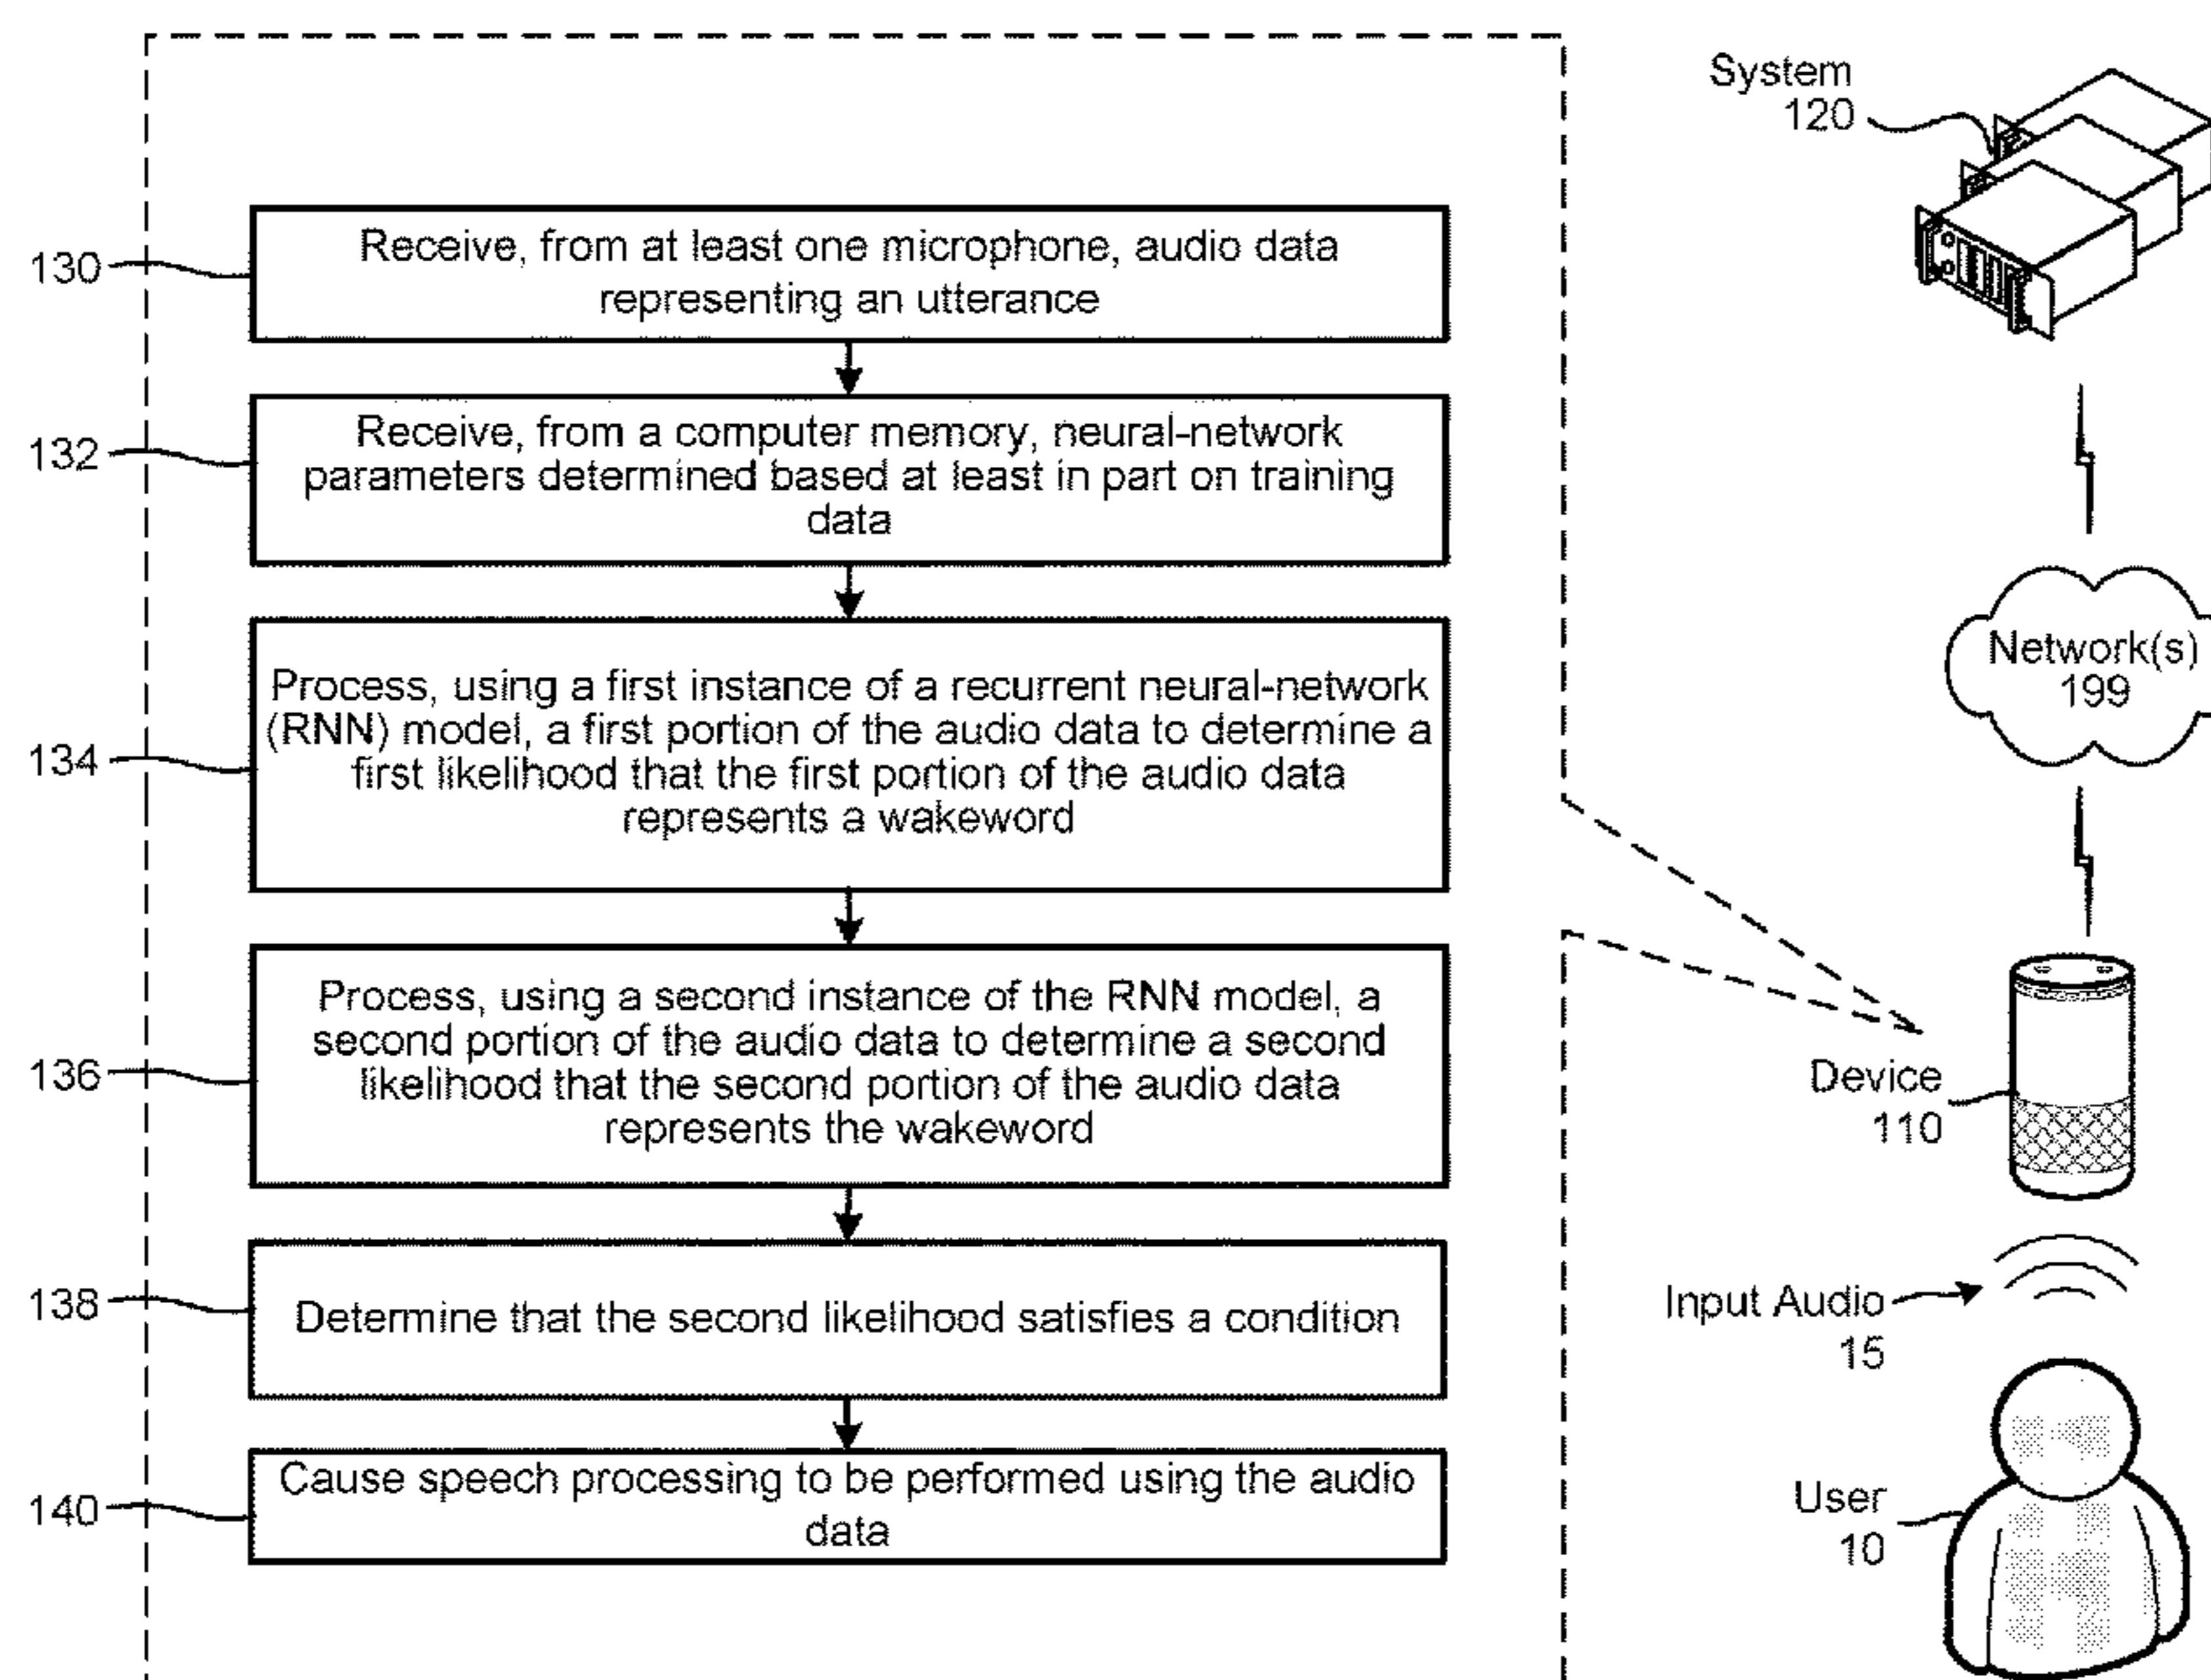 130
Receive, from at least one microphone, audio data
representing an utterance
132
Receive, from a computer memory, neural-network
parameters determined based at least in part on training
data
134
Process, using a first instance of a recurrent neural-network
(RNN) model, a first portion of the audio data to determine a
first likelihood that the first portion of the audio data
represents a wakeword
136
Process, using a second instance of the RNN model, a
second portion of the audio data to determine a second
likelihood that the second portion of the audio data
represents the wakeword
138
Determine that the second likelihood satisfies a condition
140
Cause speech processing to be performed using the audio
data
System
120
Network(s)
199
Device
110
Input Audio
15
User
10